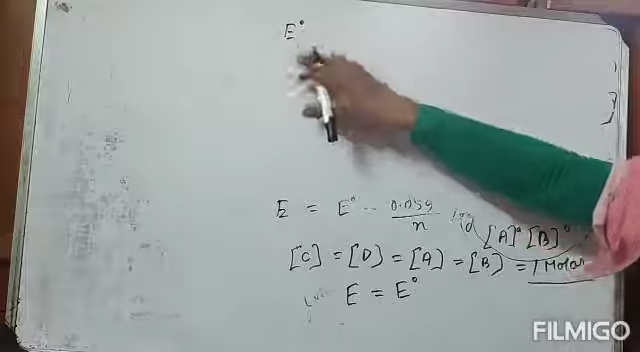 E°
E = E° - 0.059/n log [A]ᵃ [B]ᵇ
[C] = [D] = [A] = [B] = 1 Molar
E = E°
FILMIGO